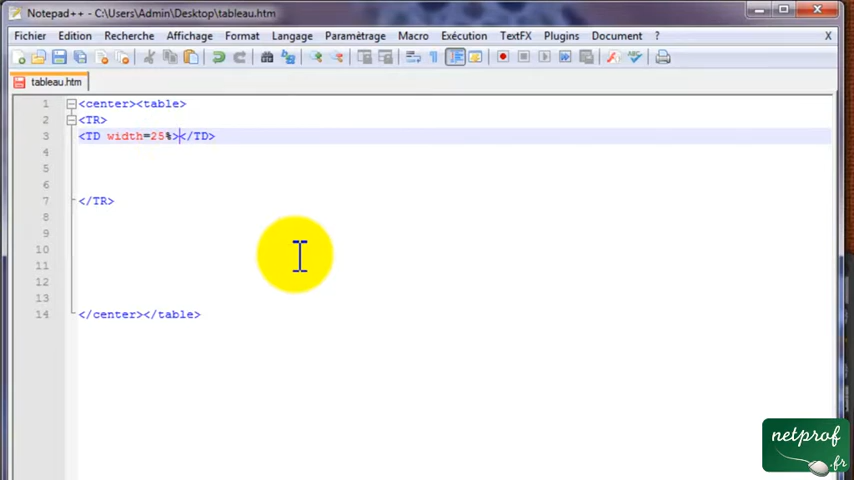 Notepad++ - C:\Users\Admin\Desktop\tableau.htm
Fichier Edition Recherche Affichage Format Langage Paramètrage Macro Exécution TextFX Plugins Document ? X
tableau.htm
1 <center><table>
2 <TR>
3 <TD width=25%></TD>
4
5
6
7 </TR>
8
9
10
11
12
13
14 </center></table>
netprof
.fr